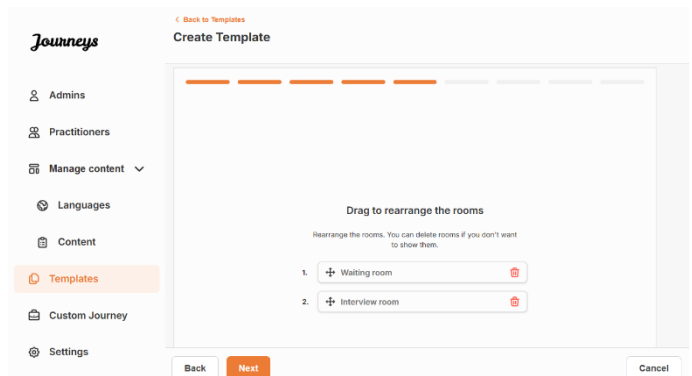 Journeys
Admins
Practitioners
Manage content
Languages
Content
Templates
Custom Journey
Settings
Back to Templates
Create Template
Drag to rearrange the rooms
Rearrange the rooms. You can delete rooms if you don't want
to show them.
1. Waiting room
2. Interview room
Back
Next
Cancel